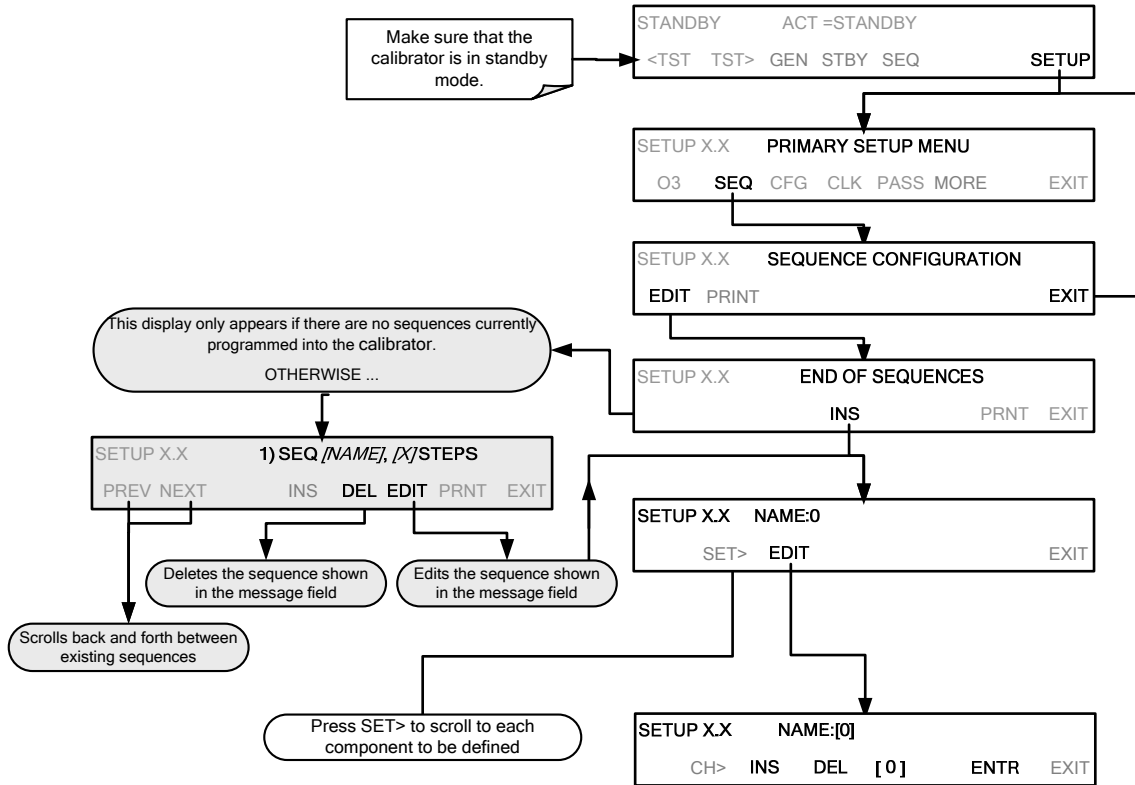 Make sure that the
calibrator is in standby
mode.
STANDBY ACT =STANDBY
<TST TST> GEN STBY SEQ SETUP
SETUP X.X PRIMARY SETUP MENU
O3 SEQ CFG CLK PASS MORE EXIT
SETUP X.X SEQUENCE CONFIGURATION
EDIT PRINT EXIT
This display only appears if there are no sequences currently
programmed into the calibrator.
OTHERWISE ...
SETUP X.X END OF SEQUENCES
INS PRNT EXIT
SETUP X.X 1) SEQ [NAME], [X] STEPS
PREV NEXT INS DEL EDIT PRNT EXIT
Deletes the sequence shown
in the message field
Edits the sequence shown
in the message field
Scrolls back and forth between
existing sequences
SETUP X.X NAME:0
SET> EDIT EXIT
Press SET> to scroll to each
component to be defined
SETUP X.X NAME:[0]
CH> INS DEL [ 0 ] ENTR EXIT